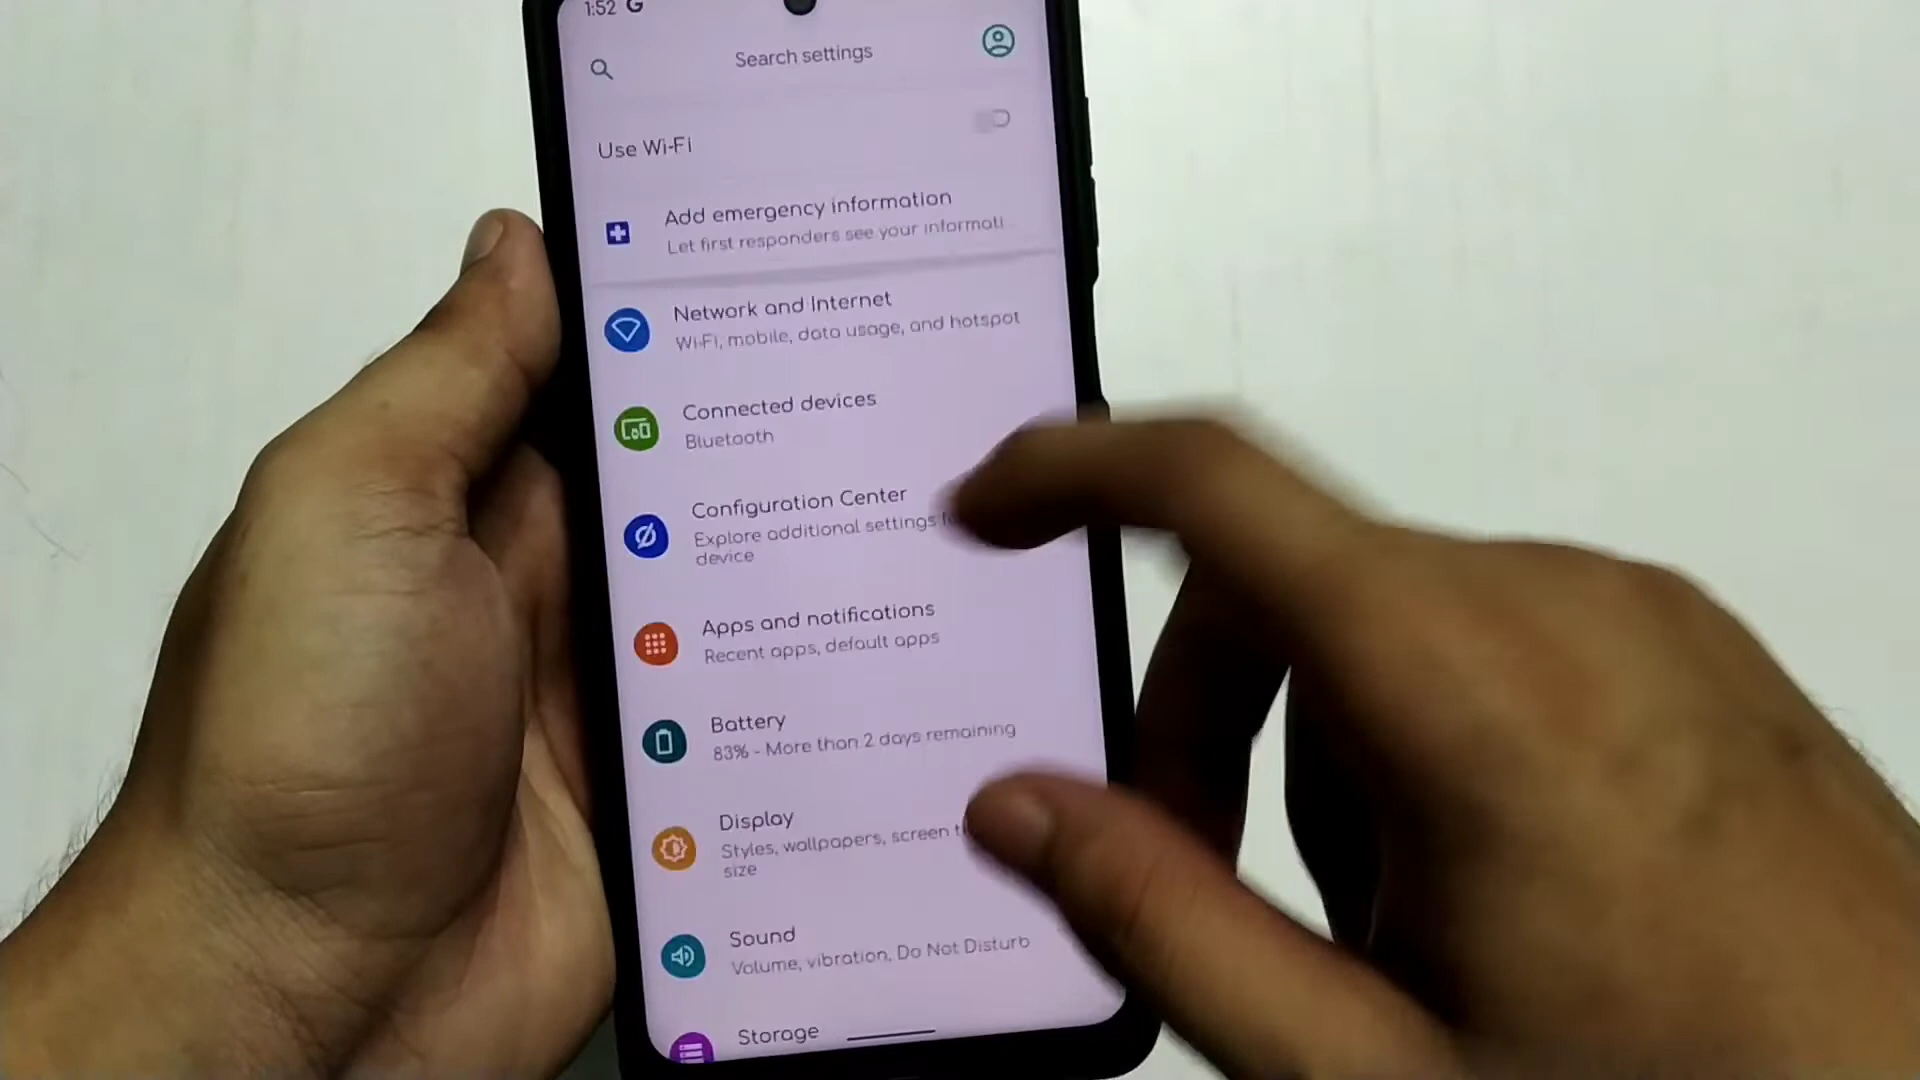 1:52 G
Search settings
Use Wi-Fi
Add emergency information
Let first responders see your informati
Network and Internet
Wi-Fi, mobile, data usage, and hotspot
Connected devices
Bluetooth
Configuration Center
Explore additional settings
device
Apps and notifications
Recent apps, default apps
Battery
83% - More than 2 days remaining
Display
Styles, wallpapers, screen
size
Sound
Volume, vibration, Do Not Disturb
Storage